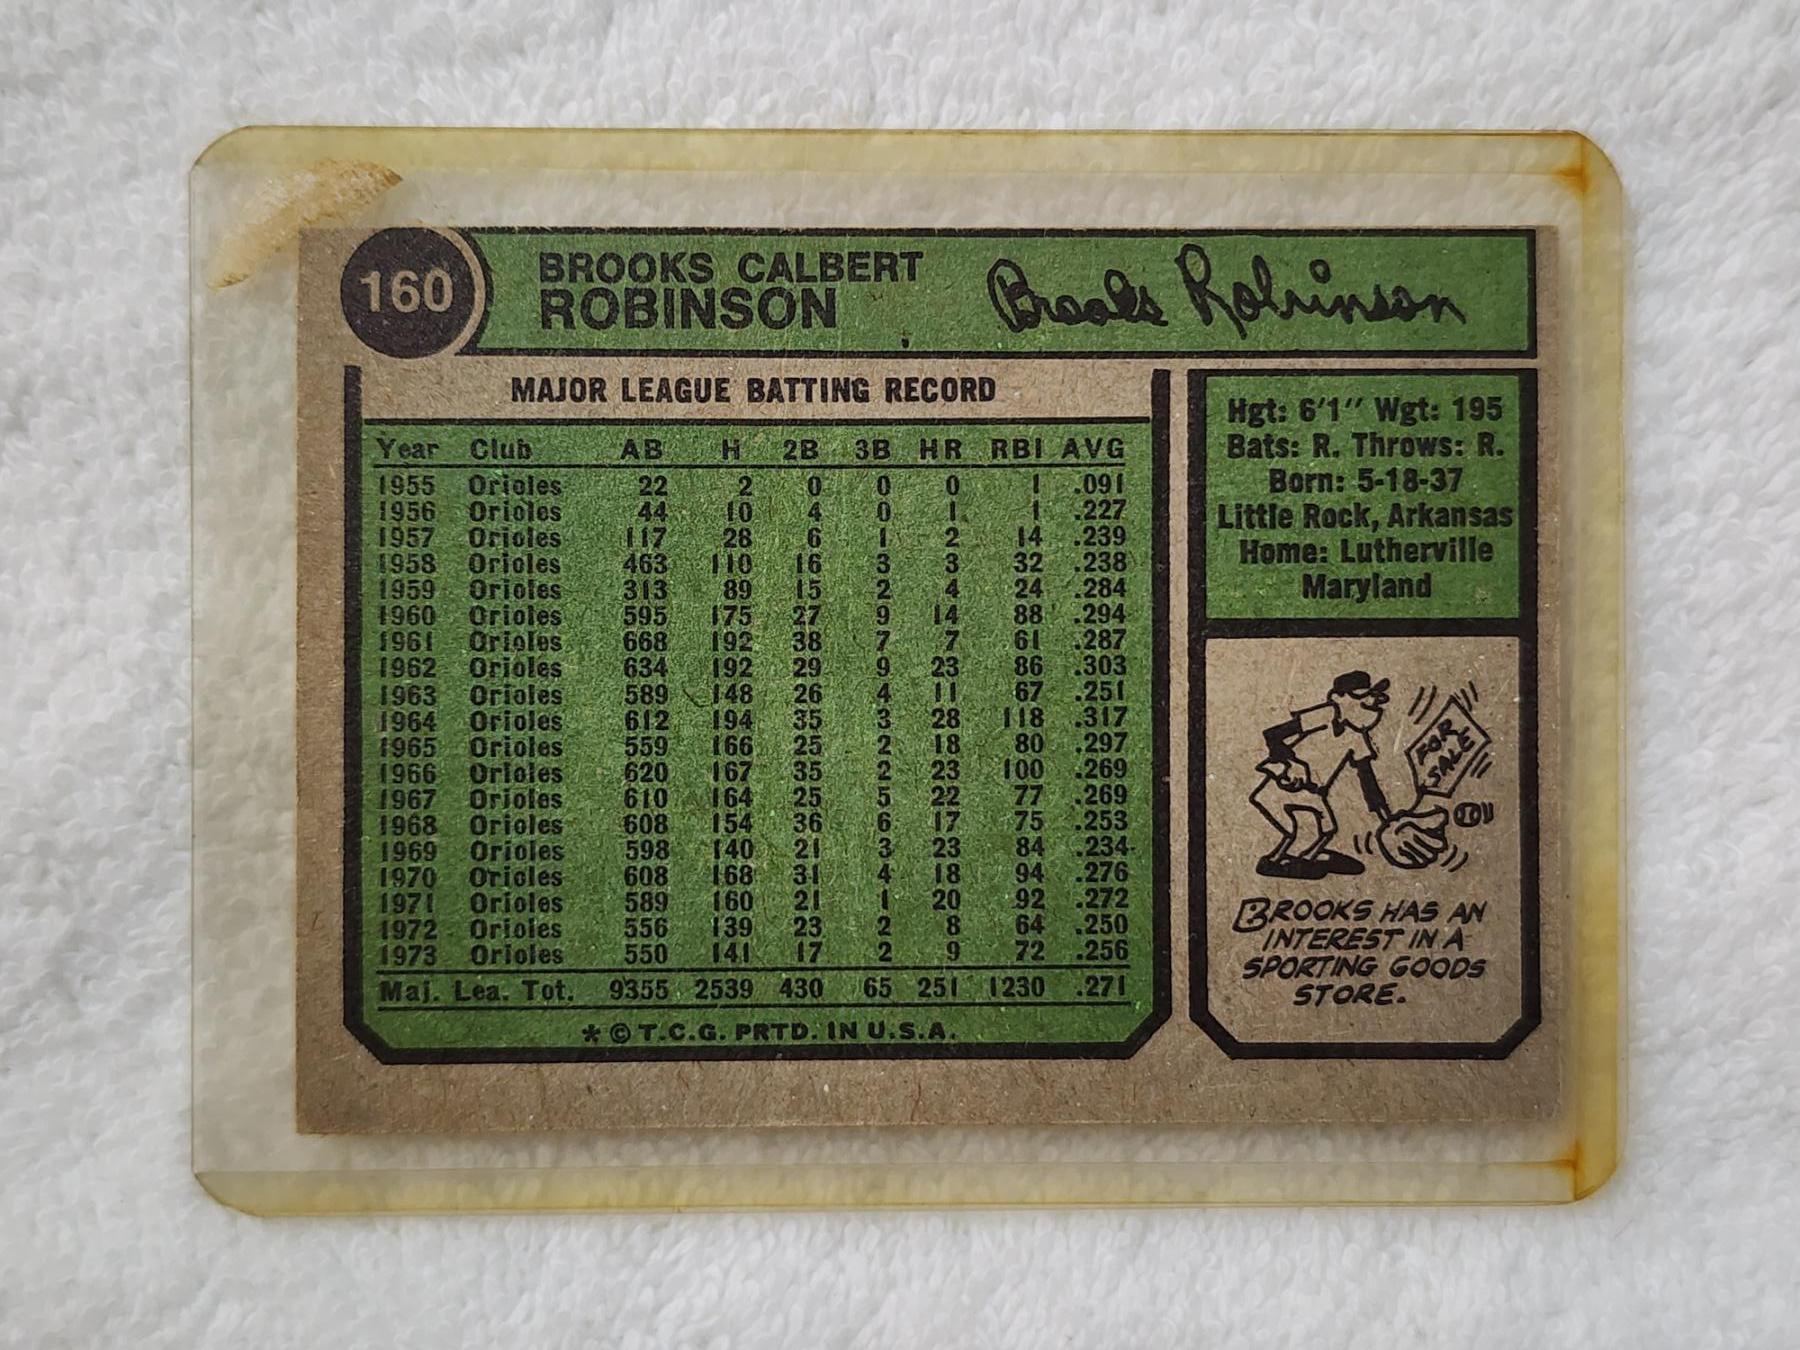 160
BROOKS CALBERT
ROBINSON
Brooks Robinson
MAJOR LEAGUE BATTING RECORD
Year Club AB H 2B 3B HR RBI AVG
1955 Orioles 22 2 0 0 0 1 .091
1956 Orioles 44 10 4 0 1 1 .227
1957 Orioles 117 28 6 1 2 14 .239
1958 Orioles 463 110 16 3 3 32 .238
1959 Orioles 313 89 15 2 4 24 .284
1960 Orioles 595 175 27 9 14 88 .294
1961 Orioles 668 192 38 7 7 61 .287
1962 Orioles 634 192 29 9 23 86 .303
1963 Orioles 589 148 26 4 11 67 .251
1964 Orioles 612 194 35 3 28 118 .317
1965 Orioles 559 166 25 2 18 80 .297
1966 Orioles 620 167 35 2 23 100 .269
1967 Orioles 610 164 25 5 22 77 .269
1968 Orioles 608 154 36 6 17 75 .253
1969 Orioles 598 140 21 3 23 84 .234
1970 Orioles 608 168 31 4 18 94 .276
1971 Orioles 589 160 21 1 20 92 .272
1972 Orioles 556 139 23 2 8 64 .250
1973 Orioles 550 141 17 2 9 72 .256
Maj. Lea. Tot. 9355 2539 430 65 251 1230 .271
* © T.C.G. PRTD. IN U.S.A.
Hgt: 6'1" Wgt: 195
Bats: R. Throws: R.
Born: 5-18-37
Little Rock, Arkansas
Home: Lutherville
Maryland
FOR
SALE
BROOKS HAS AN
INTEREST IN A
SPORTING GOODS
STORE.